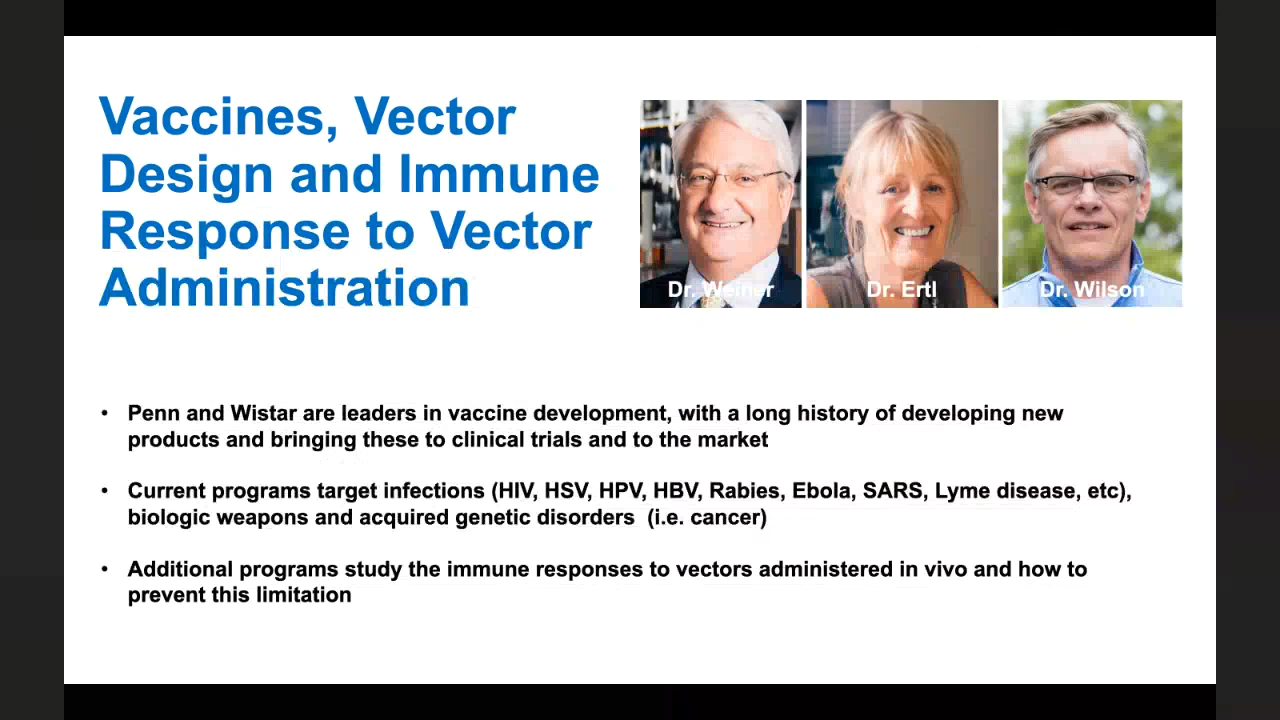 Vaccines, Vector
Design and Immune
Response to Vector
Administration
Dr. Weiner
Dr. Ertl
Dr. Wilson
• Penn and Wistar are leaders in vaccine development, with a long history of developing new
products and bringing these to clinical trials and to the market
• Current programs target infections (HIV, HSV, HPV, HBV, Rabies, Ebola, SARS, Lyme disease, etc),
biologic weapons and acquired genetic disorders (i.e. cancer)
• Additional programs study the immune responses to vectors administered in vivo and how to
prevent this limitation